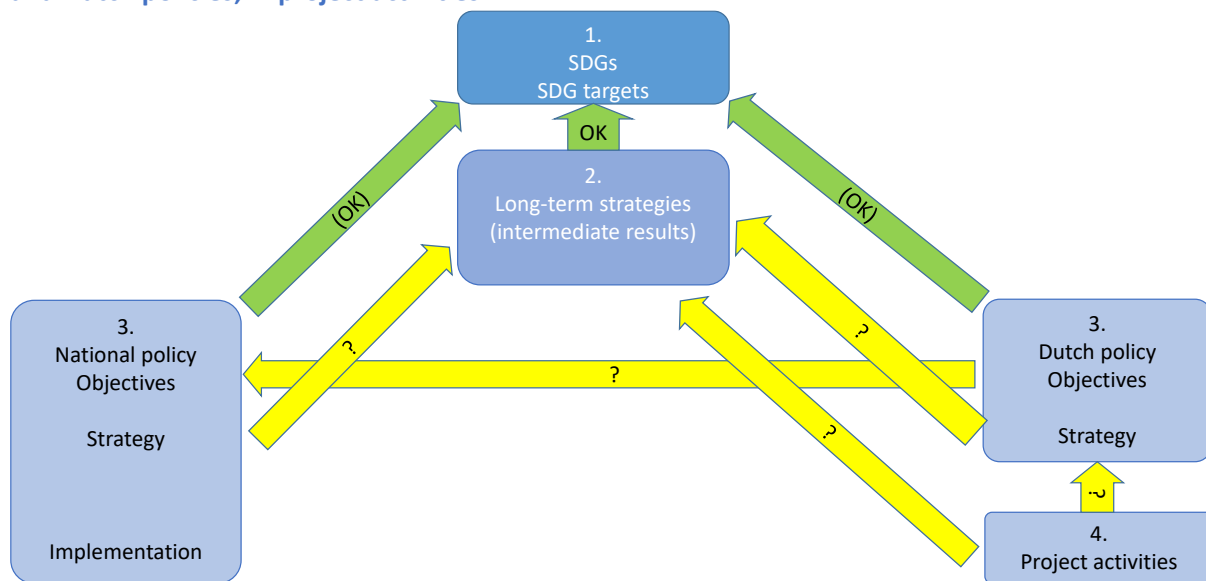 1.
SDGs
SDG targets
OK
2.
Long-term strategies
(intermediate results)
(OK)
(OK)
3.
National policy
Objectives
Strategy
Implementation
?
?
?
?
3.
Dutch policy
Objectives
Strategy
?
4.
Project activities